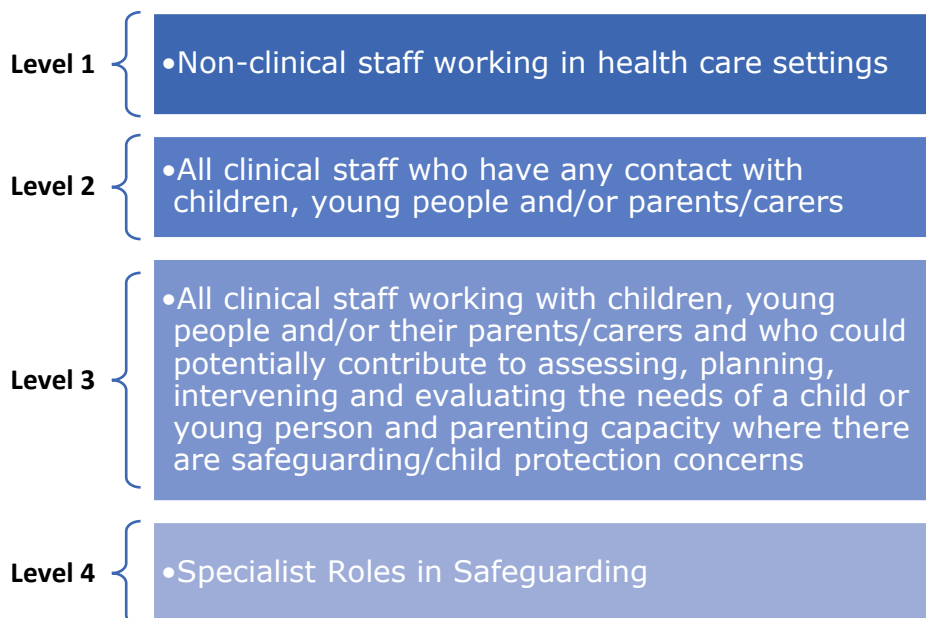 Level 1
•Non-clinical staff working in health care settings
Level 2
•All clinical staff who have any contact with
children, young people and/or parents/carers
Level 3
•All clinical staff working with children, young
people and/or their parents/carers and who could
potentially contribute to assessing, planning,
intervening and evaluating the needs of a child or
young person and parenting capacity where there
are safeguarding/child protection concerns
Level 4
•Specialist Roles in Safeguarding